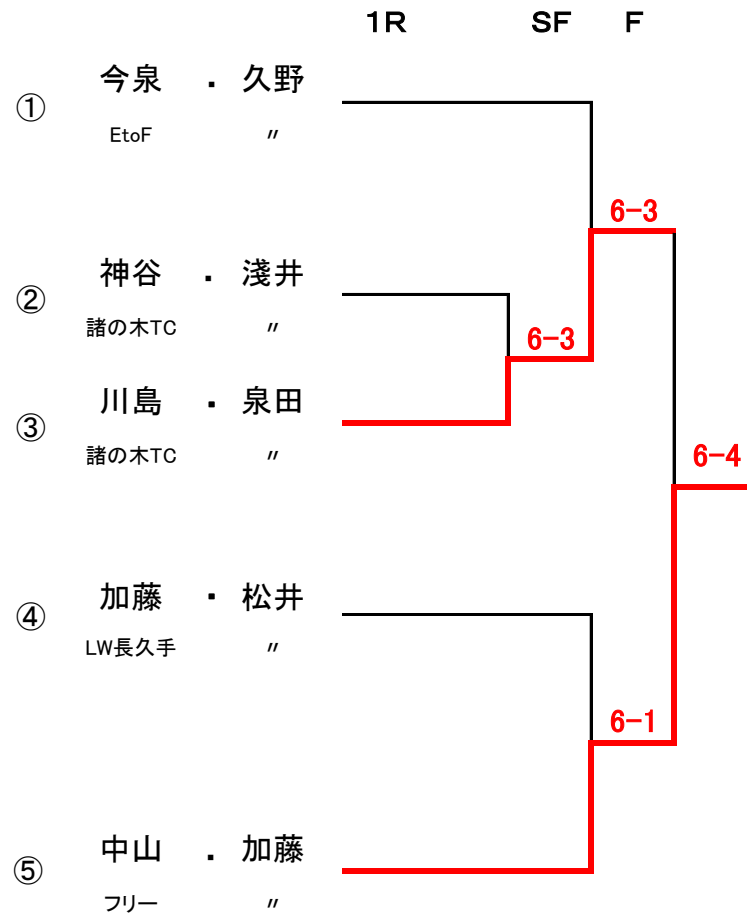 1R SF F
① 今泉 ・ 久野
EtoF 〃
6-3
② 神谷 ・ 淺井
諸の木TC 〃
6-3
③ 川島 ・ 泉田
諸の木TC 〃
6-4
④ 加藤 ・ 松井
LW長久手 〃
6-1
⑤ 中山 ・ 加藤
フリー 〃